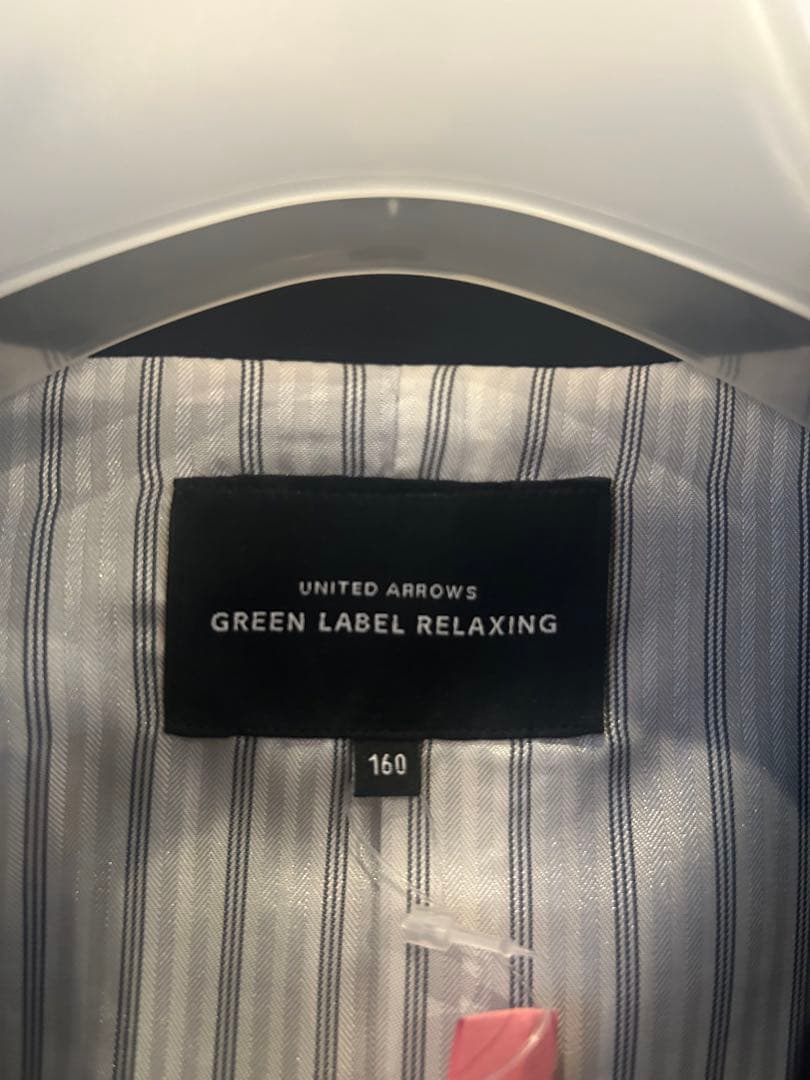 UNITED ARROWS
GREEN LABEL RELAXING
160